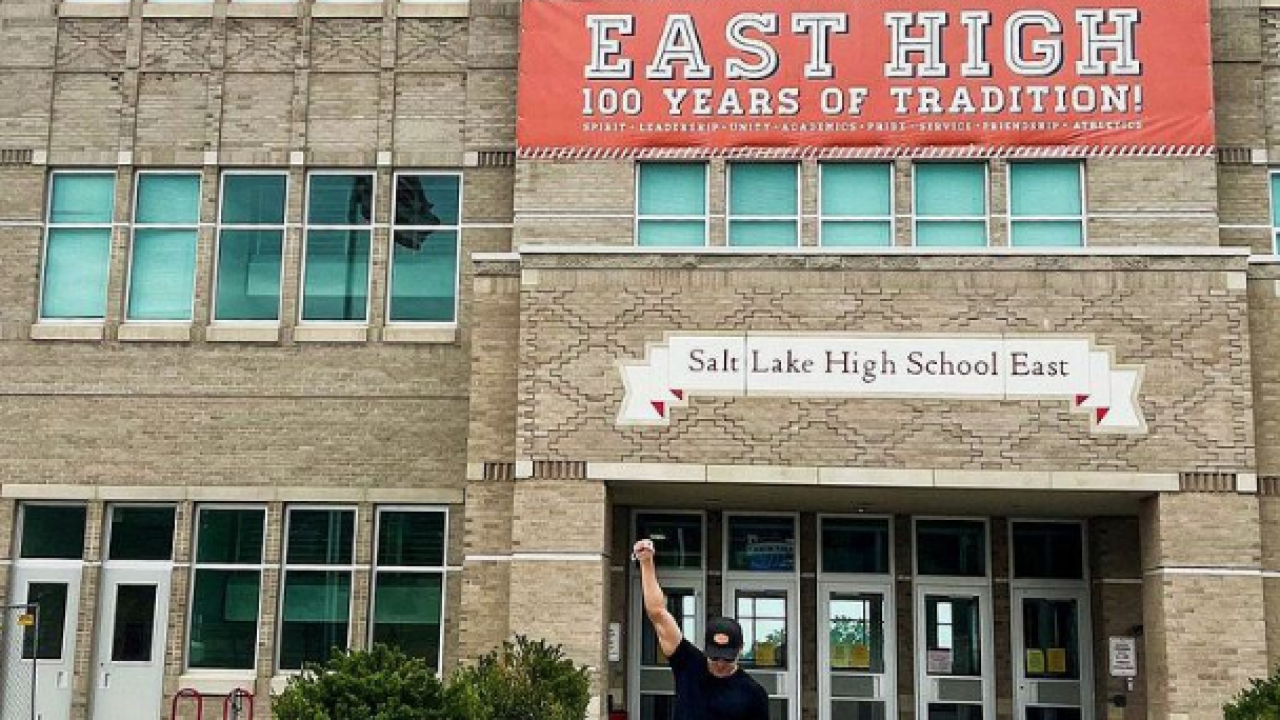 EAST HIGH
100 YEARS OF TRADITION!
SPIRIT · LEADERSHIP · UNITY · ACADEMICS · PRIDE · SERVICE · FRIENDSHIP · ATHLETICS
Salt Lake High School East